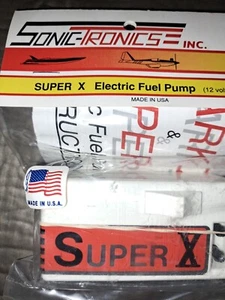 SONIC-TRONICS INC.
SUPER X Electric Fuel Pump (12 volt
MADE IN USA
&
MADE IN U.S.A.
SUPER X